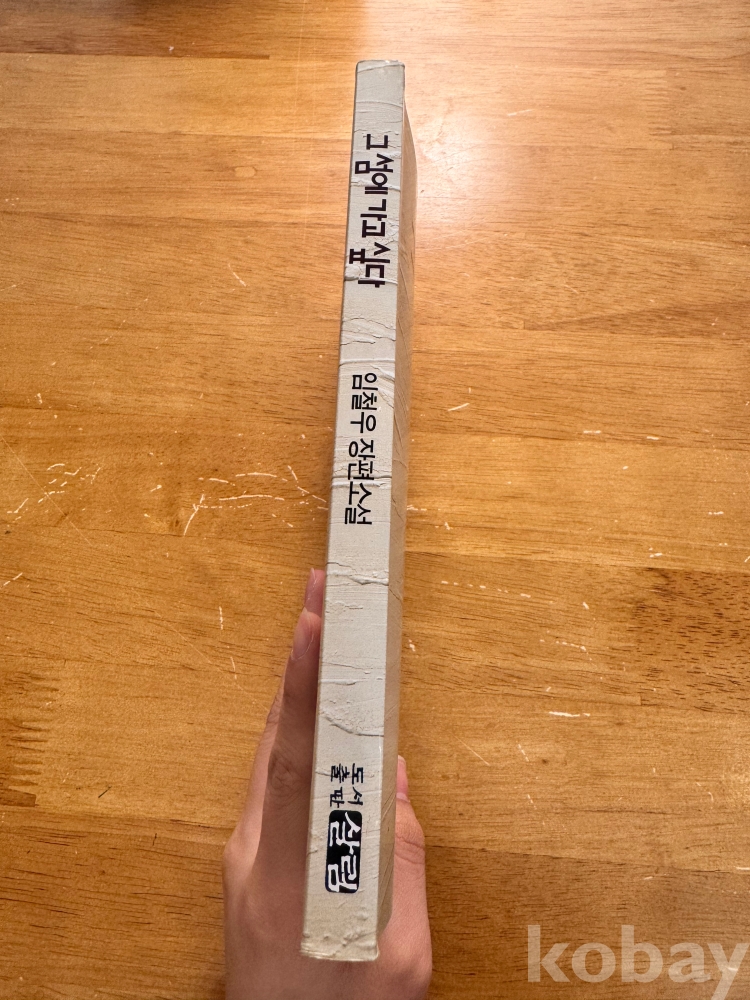 그 섬에 가고 싶다
임철우 장편소설
도서
출판
살림
kobay